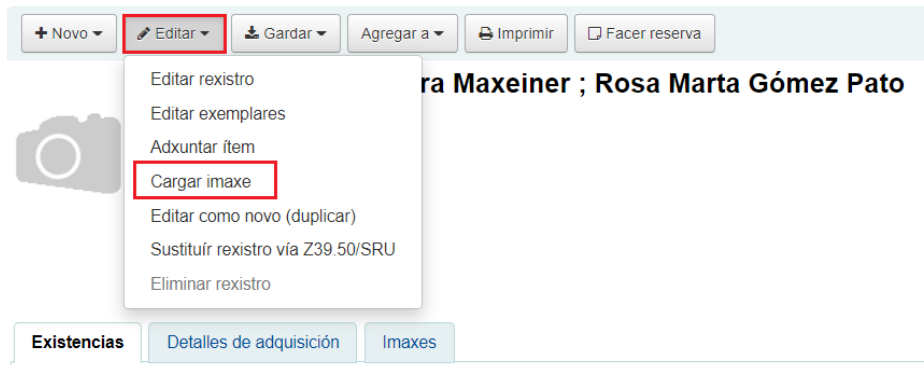 + Novo Editar Gardar Agregar a Imprimir Facer reserva
ra Maxeiner ; Rosa Marta Gómez Pato
Editar rexistro
Editar exemplares
Adxuntar ítem
Cargar imaxe
Editar como novo (duplicar)
Sustituír rexistro vía Z39.50/SRU
Eliminar rexistro
Existencias Detalles de adquisición Imaxes